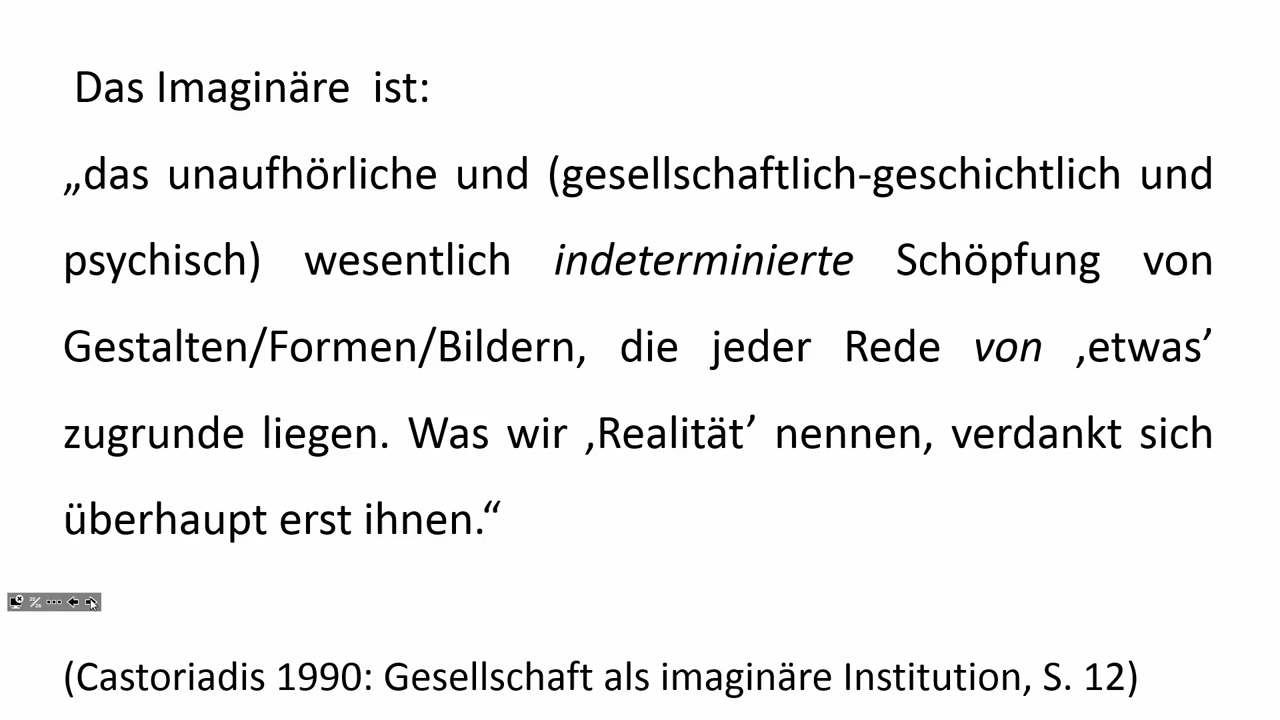 Das Imaginäre ist:
„das unaufhörliche und (gesellschaftlich-geschichtlich und
psychisch) wesentlich indeterminierte Schöpfung von
Gestalten/Formen/Bildern, die jeder Rede von ‚etwas’
zugrunde liegen. Was wir ‚Realität’ nennen, verdankt sich
überhaupt erst ihnen.“
(Castoriadis 1990: Gesellschaft als imaginäre Institution, S. 12)